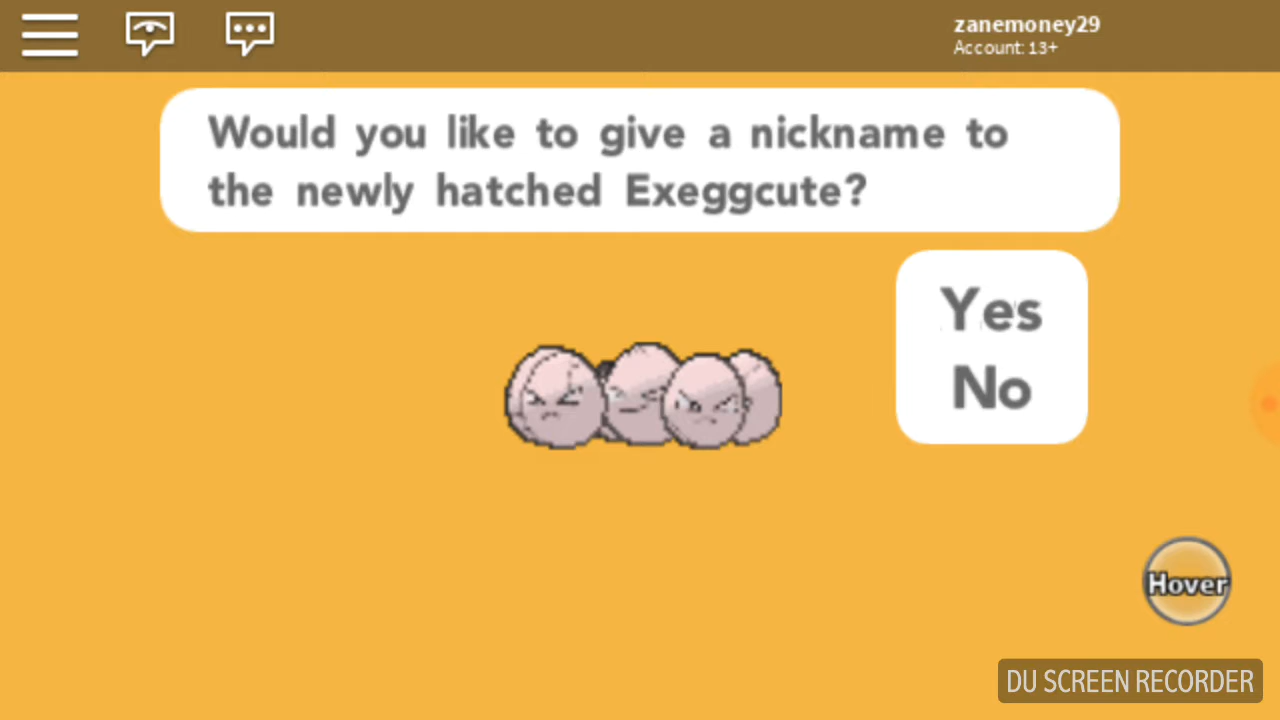 zanemoney29
Account: 13+
Would you like to give a nickname to
the newly hatched Exeggcute?
Yes
No
Hover
DU SCREEN RECORDER